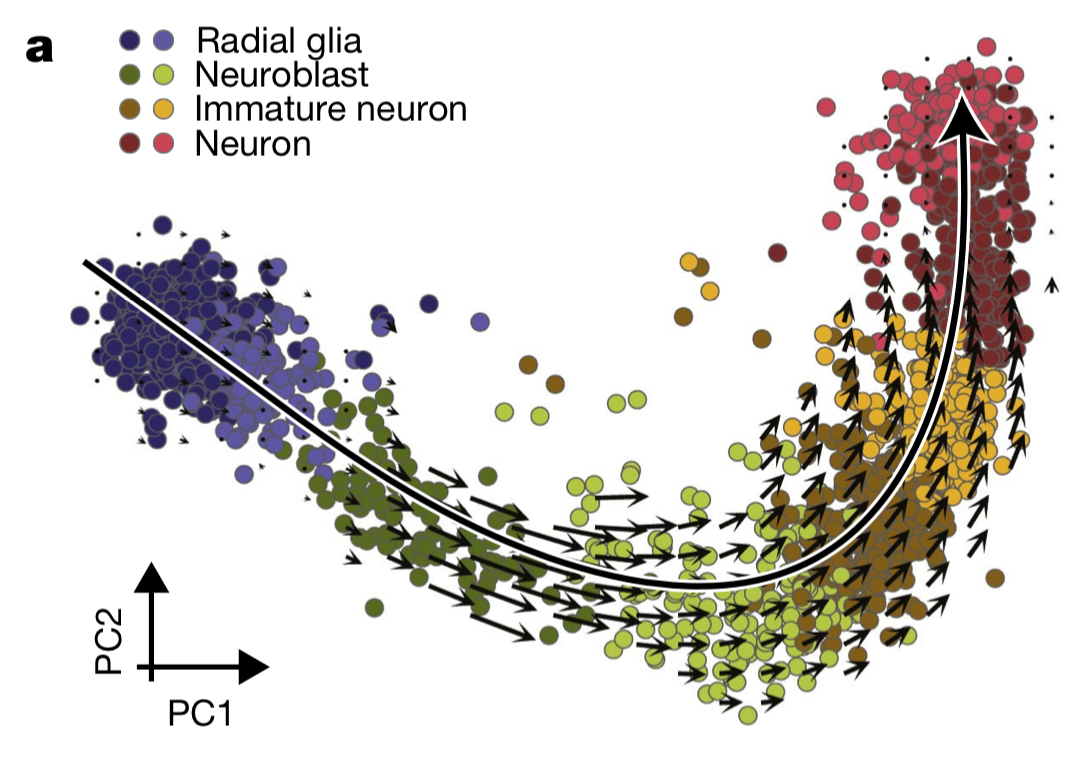 a
Radial glia
Neuroblast
Immature neuron
Neuron
PC2
PC1